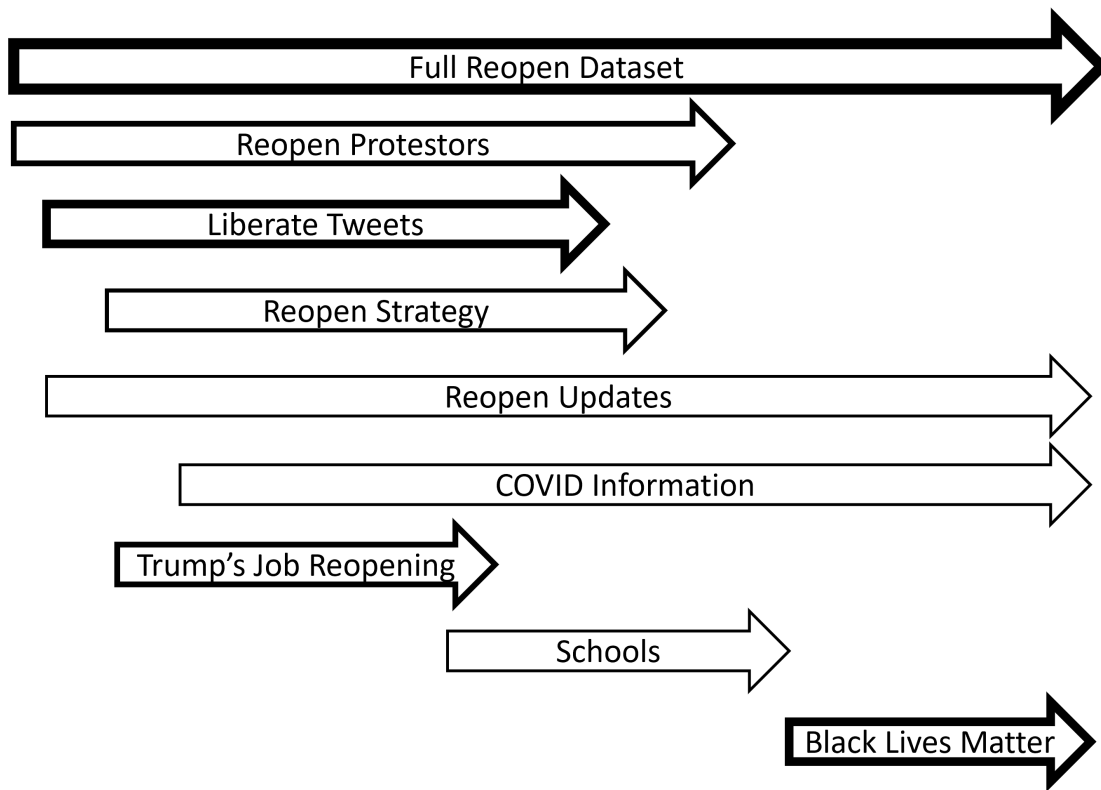 Full Reopen Dataset
Reopen Protestors
Liberate Tweets
Reopen Strategy
Reopen Updates
COVID Information
Trump’s Job Reopening
Schools
Black Lives Matter